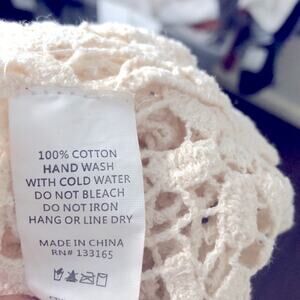 100% COTTON
HAND WASH
WITH COLD WATER
DO NOT BLEACH
DO NOT IRON
HANG OR LINE DRY
MADE IN CHINA
RN# 133165